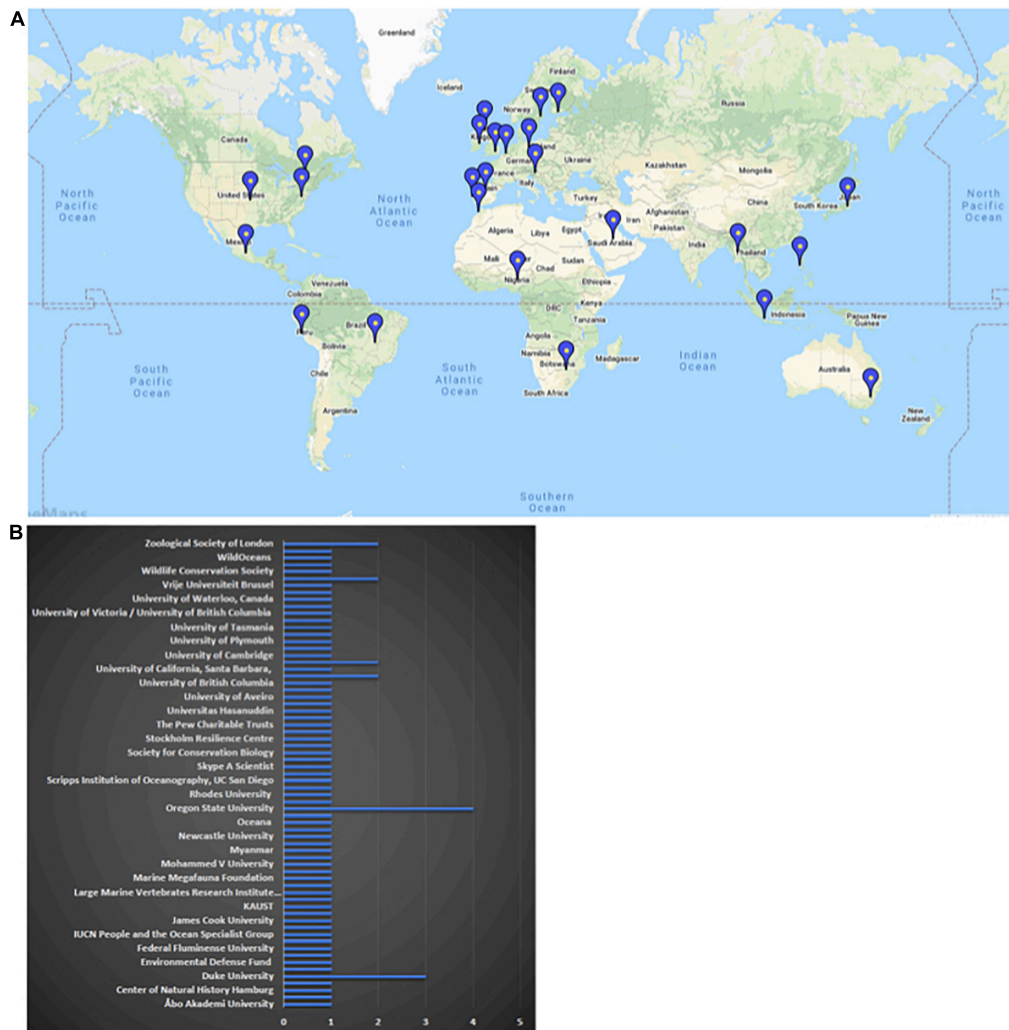 A
Greenland
Iceland
Finland
Norway
Russia
Canada
Ukraine
Kazakhstan
Mongolia
France
Italy
Turkey
United States
North
Pacific
Ocean
North
Atlantic
Ocean
China
South Korea
Japan
Afghanistan
Iran
Pakistan
Algeria
Libya
Egypt
Saudi Arabia
India
Thailand
North
Pacific
Ocean
Mexico
Mali
Chad
Sudan
Nigeria
Ethiopia
Venezuela
Colombia
DRC
Kenya
Tanzania
Indonesia
Papua New
Guinea
Peru
Brazil
Bolivia
Angola
Namibia
Botswana
Madagascar
Indian
Ocean
South
Pacific
Ocean
Chile
South
Atlantic
Ocean
Australia
South Africa
Argentina
New
Zealand
Southern
Ocean
B
Zoological Society of London
WildOceans
Wildlife Conservation Society
Vrije Universiteit Brussel
University of Waterloo, Canada
University of Victoria / University of British Columbia
University of Tasmania
University of Plymouth
University of Cambridge
University of California, Santa Barbara,
University of British Columbia
University of Aveiro
Universitas Hasanuddin
The Pew Charitable Trusts
Stockholm Resilience Centre
Society for Conservation Biology
Skype A Scientist
Scripps Institution of Oceanography, UC San Diego
Rhodes University
Oregon State University
Oceana
Newcastle University
Myanmar
Mohammed V University
Marine Megafauna Foundation
Large Marine Vertebrates Research Institute...
KAUST
James Cook University
IUCN People and the Ocean Specialist Group
Federal Fluminense University
Environmental Defense Fund
Duke University
Center of Natural History Hamburg
Åbo Akademi University
0 1 2 3 4 5